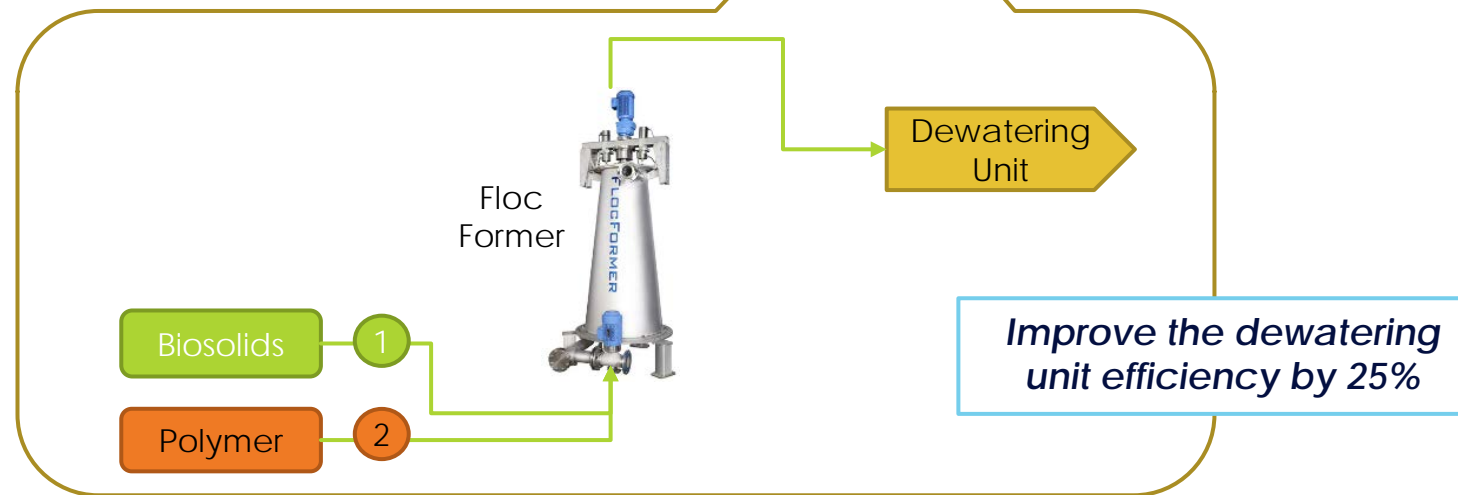 Dewatering
Unit
Floc
Former
FLOCFORMER
Biosolids
1
Polymer
2
Improve the dewatering
unit efficiency by 25%